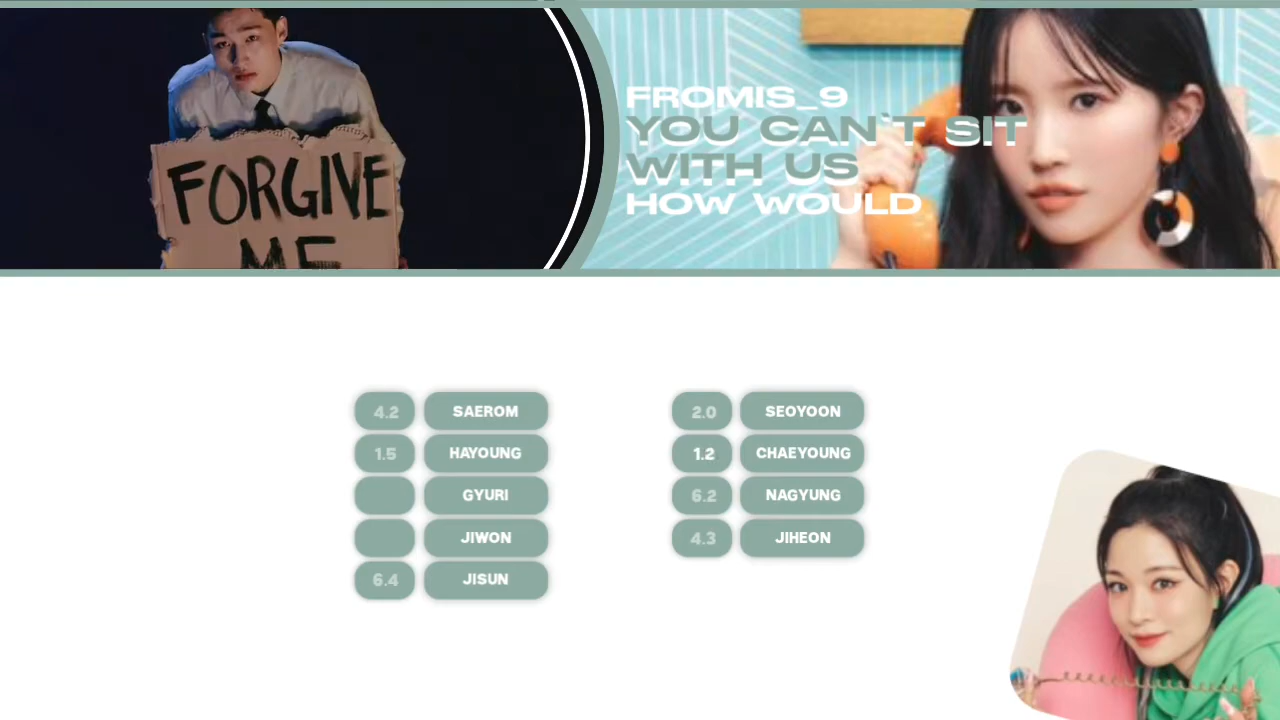 FORGIVE
ME
FROMIS_9
YOU CAN`T SIT
WITH US
HOW WOULD
4.2 SAEROM
1.5 HAYOUNG
GYURI
JIWON
6.4 JISUN
2.0 SEOYOON
1.2 CHAEYOUNG
6.2 NAGYUNG
4.3 JIHEON